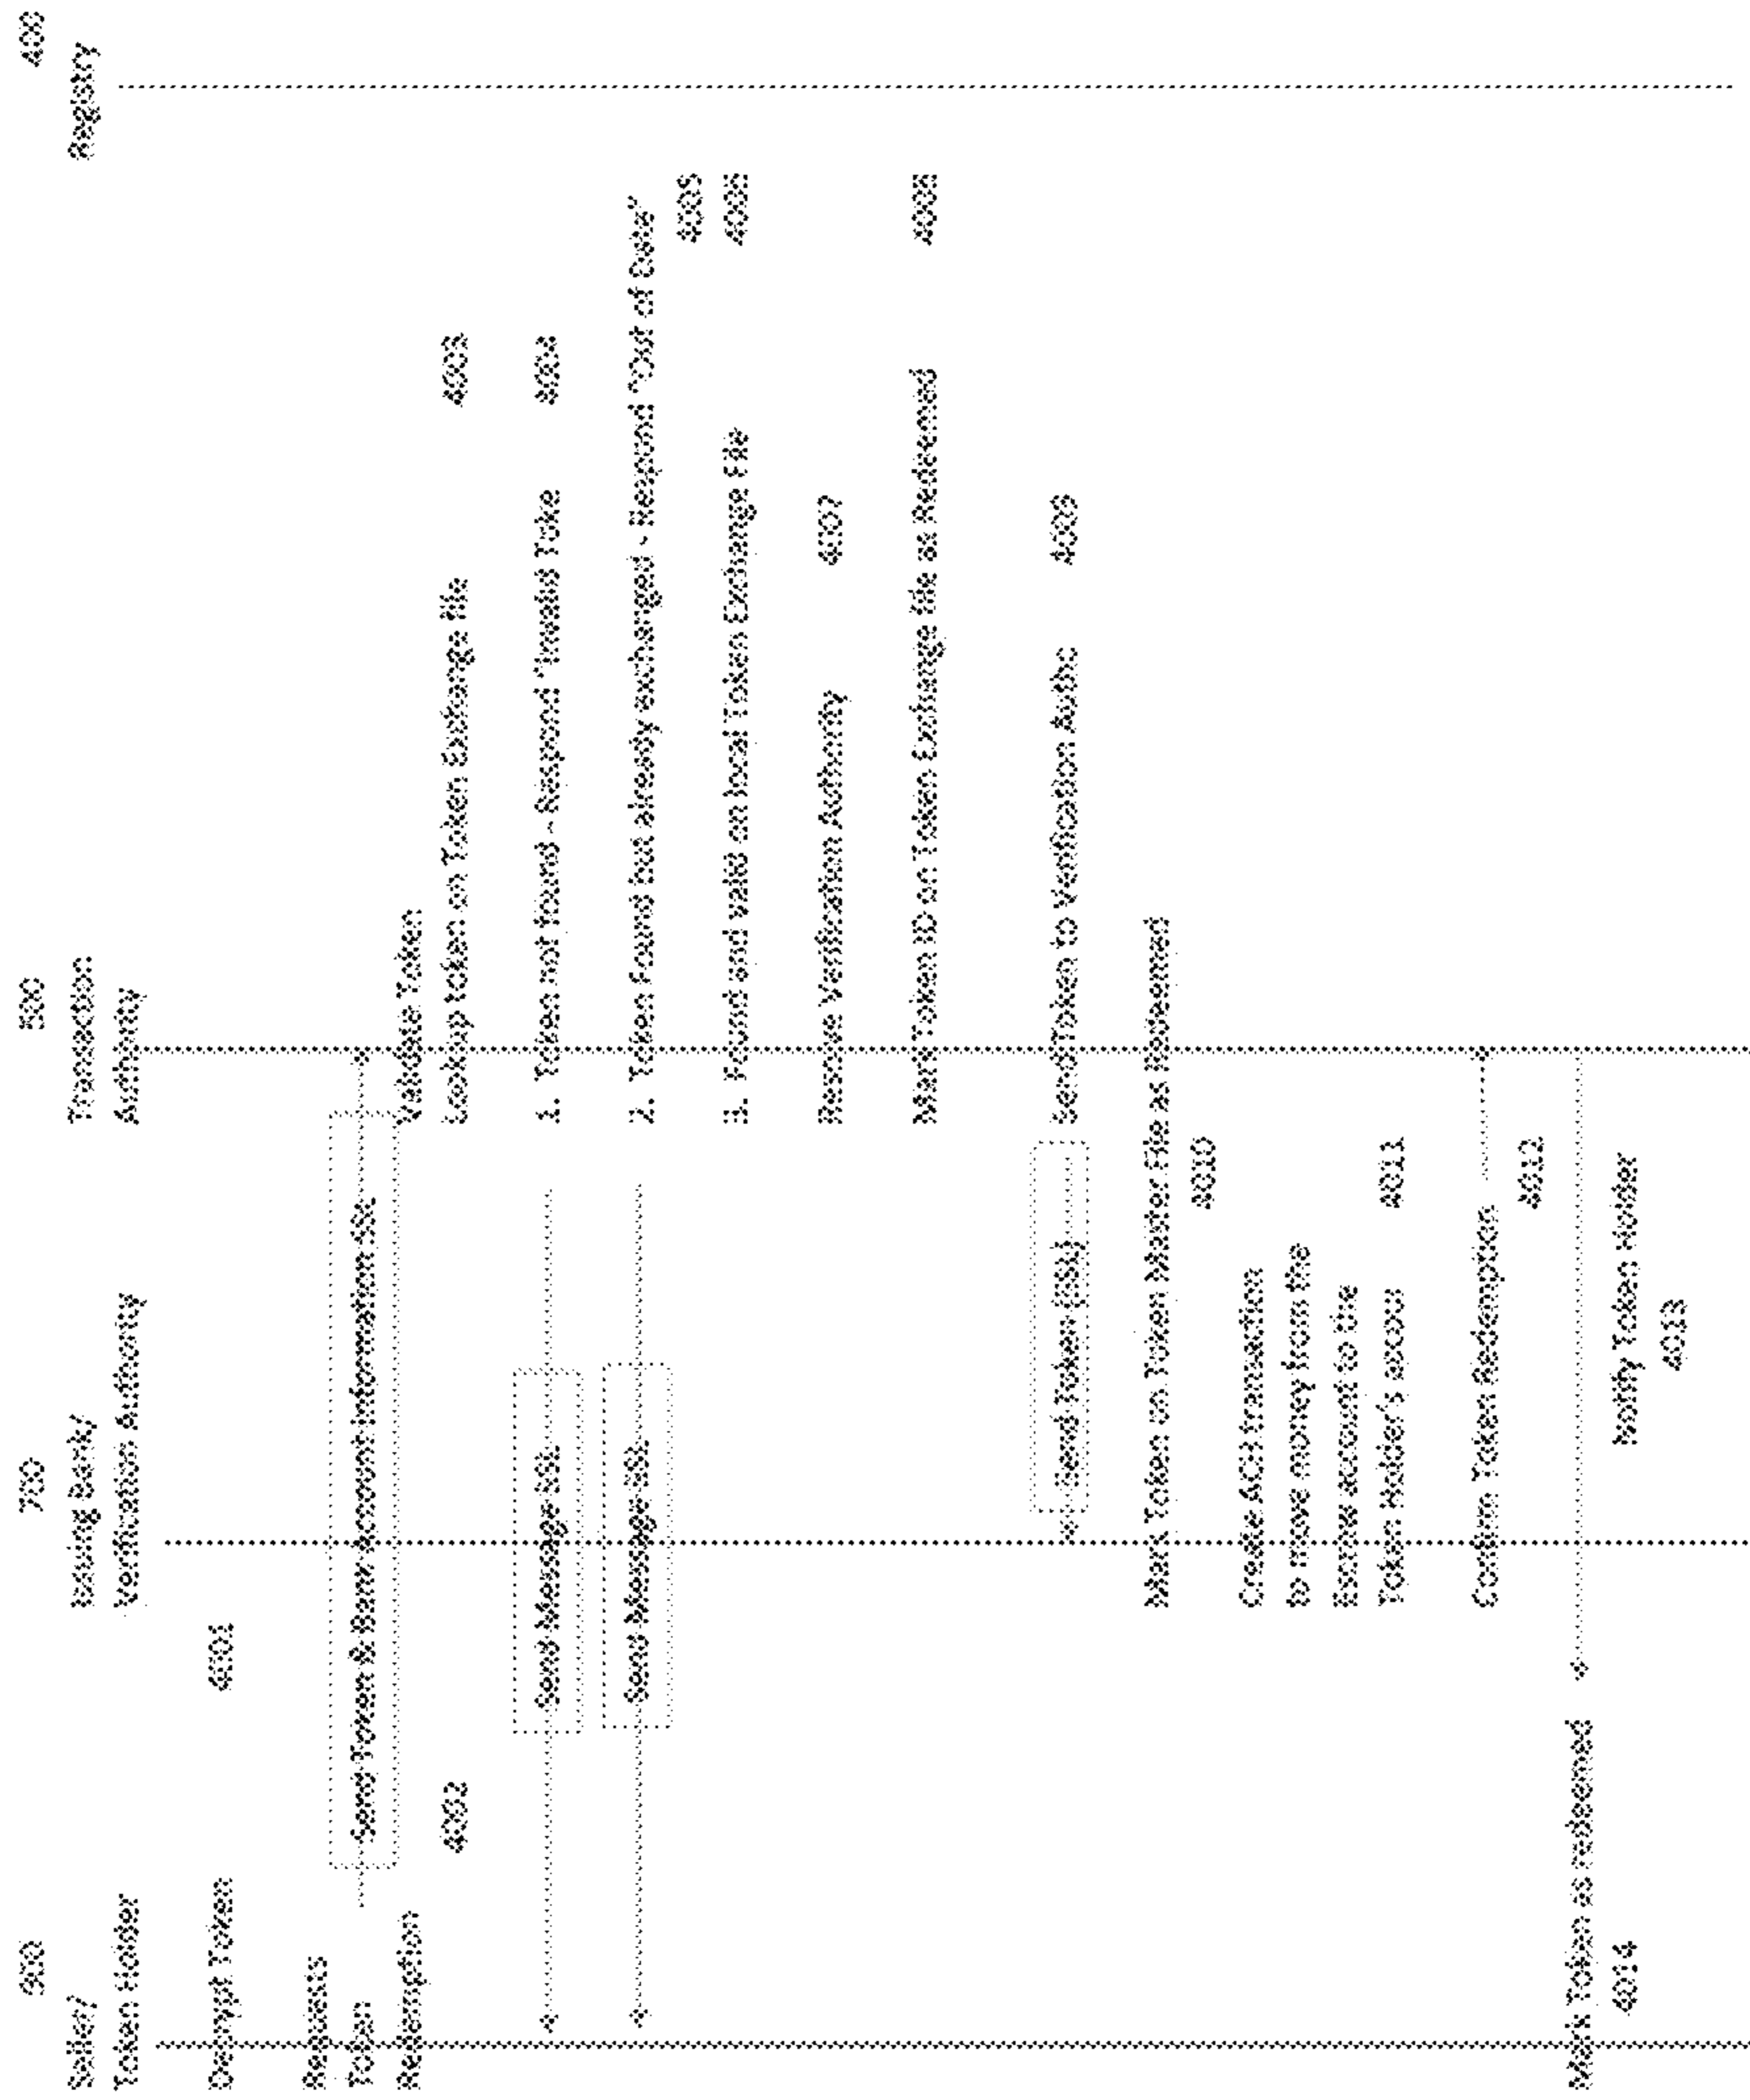 900
Seller/
Token Holder
700
Issuing Bank/
Verification Authority
500
Transaction
Authority
400
Registry
Decrypt Token
4001
Requests
Token
Redemption
Send Token & Bank Account Information SSL
4002
Validate Token
Lookup token on Token Exchange file
4003
Send Message SSL
1. Token not found - Respond "Invalid Toke
4004
Send Message SSL
2. Token Found but already exchanged - Respond "Out of Date"
4005
3. Found and valid on local Token Exchange File
4006
Resolve Verification Authority
4007
Mark Token ID on Token Exchange file as Redeemed
4008
Send Token (SSL)
Send Token to Verification Autho
4009
Mark Token on Token Master File as Redeemed
4010
Create ACH transaction
to move money from the
Escrow account to the
Token Holder's accoun
4011
Confirm Token Redemption
4012
Mark Token as redeemed
4014
Notify Token Holder
4013